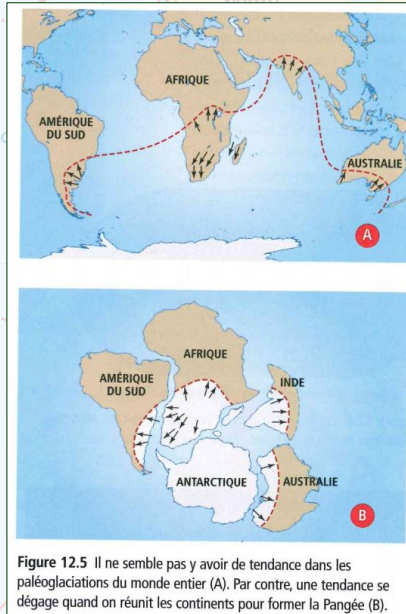 AFRIQUE
AMÉRIQUE
DU SUD
AUSTRALIE
A
AFRIQUE
AMÉRIQUE
DU SUD
INDE
ANTARCTIQUE
AUSTRALIE
B
Figure 12.5 Il ne semble pas y avoir de tendance dans les
paléoglaciations du monde entier (A). Par contre, une tendance se
dégage quand on réunit les continents pour former la Pangée (B).